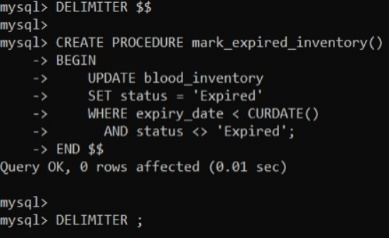 mysql> DELIMITER $$
mysql>
mysql> CREATE PROCEDURE mark_expired_inventory()
    -> BEGIN
    ->     UPDATE blood_inventory
    ->     SET status = 'Expired'
    ->     WHERE expiry_date < CURDATE()
    ->       AND status <> 'Expired';
    -> END $$
Query OK, 0 rows affected (0.01 sec)

mysql>
mysql> DELIMITER ;